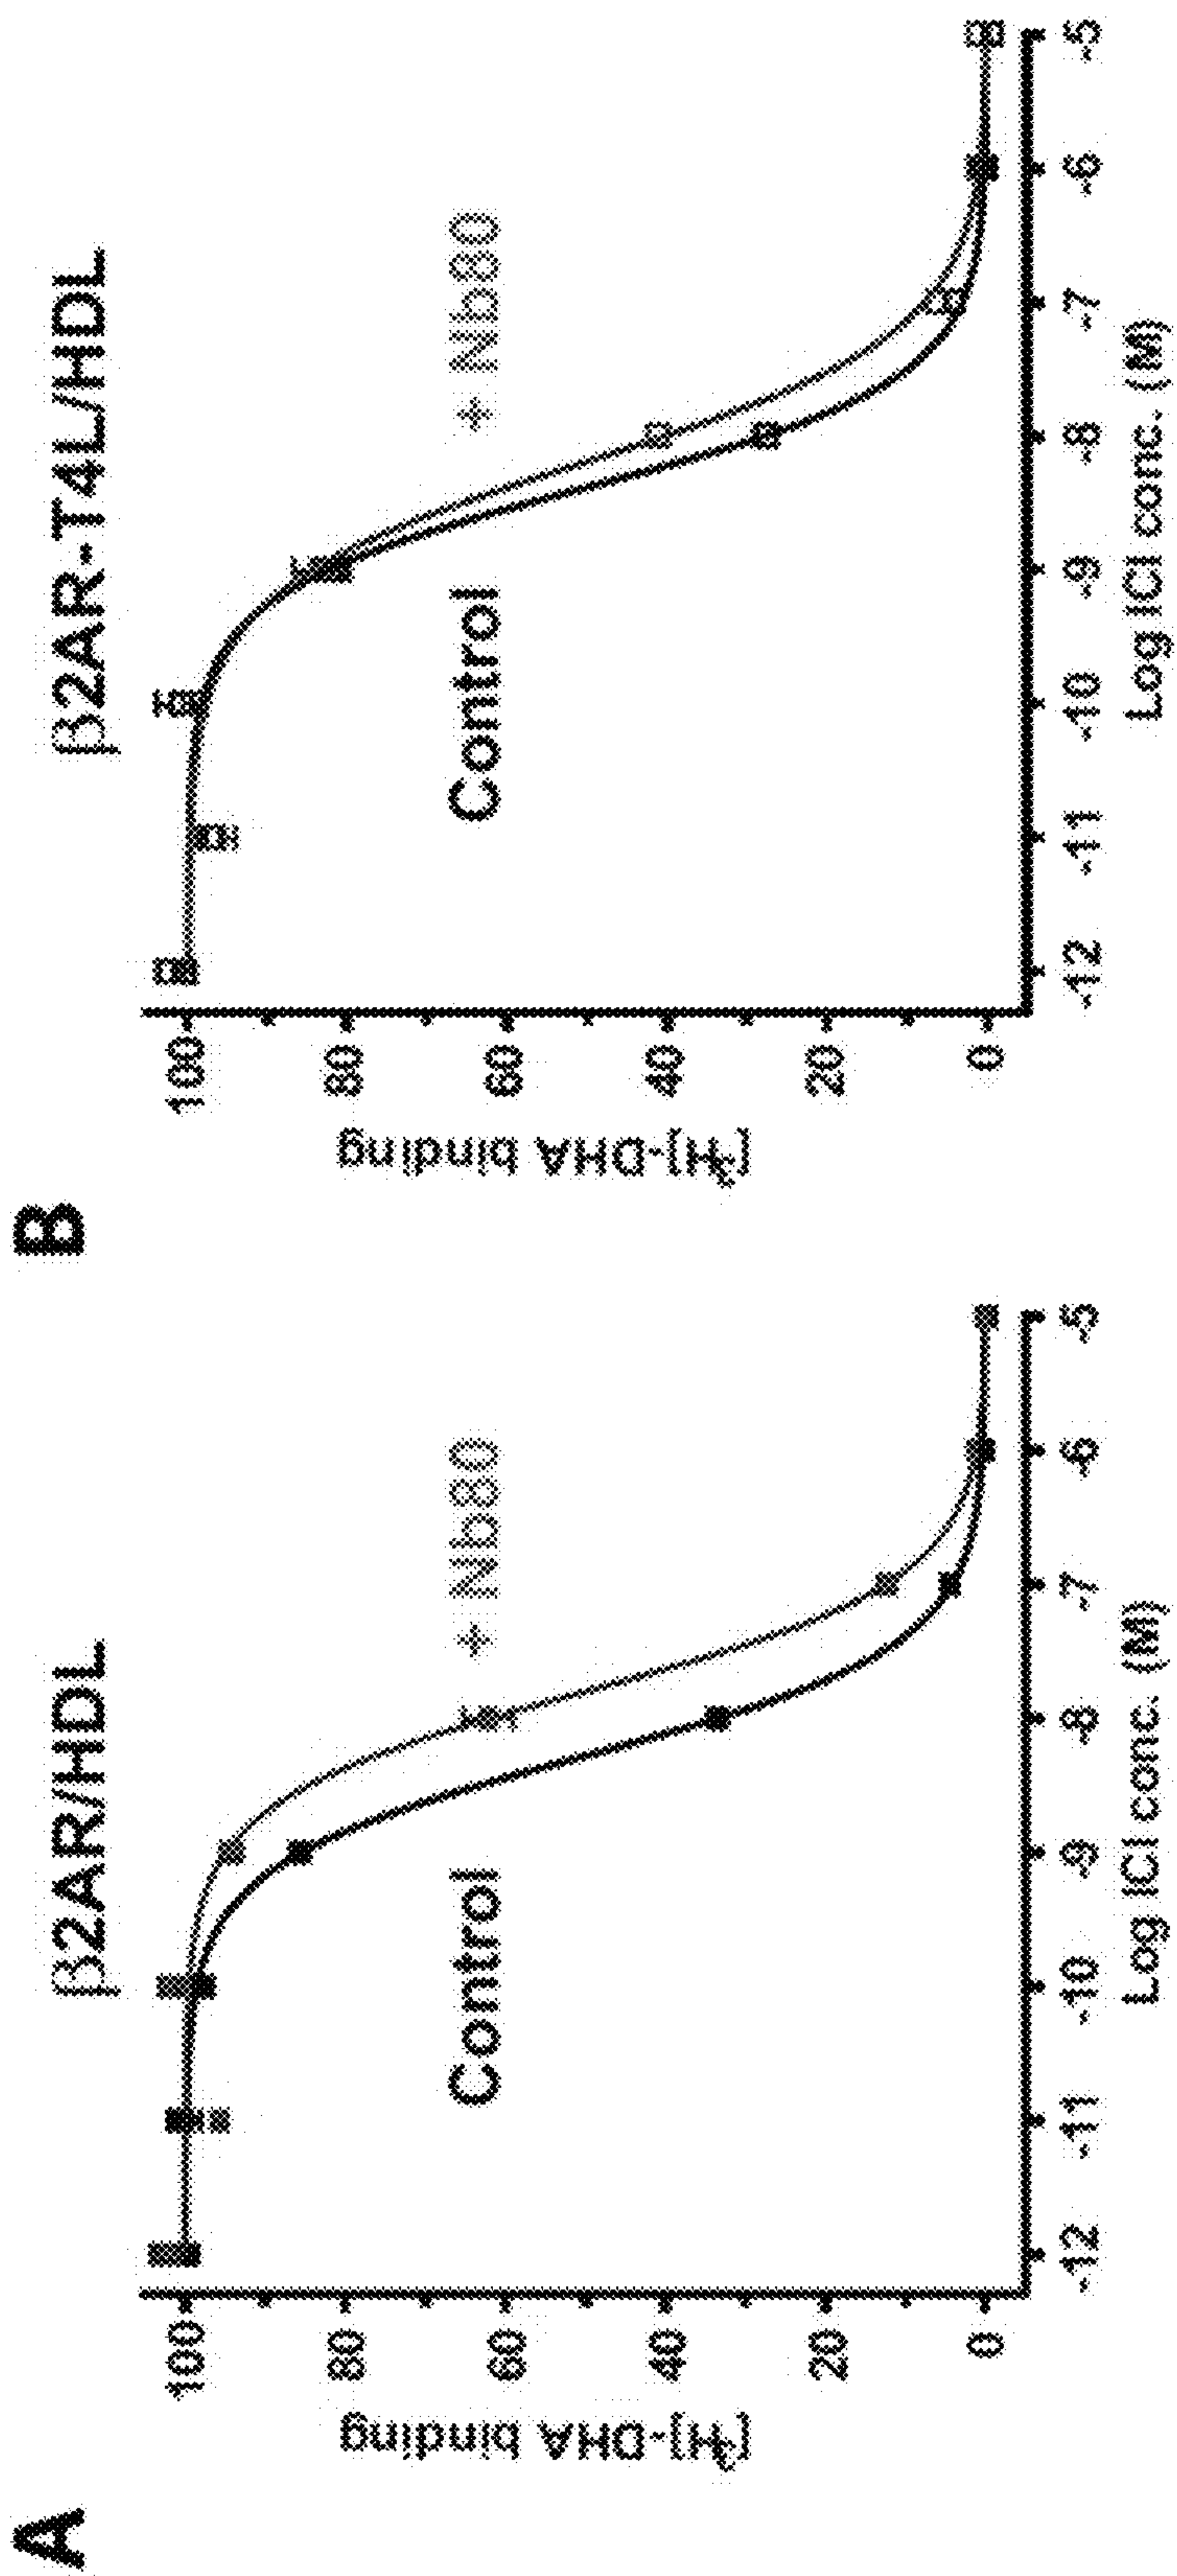 A
β2AR/HDL
[³H]-DHA binding
100
80
60
40
20
0
Control
+ Nb80
-12 -11 -10 -9 -8 -7 -6 -5
Log ICI conc. (M)
B
β2AR-T4L/HDL
[³H]-DHA binding
100
80
60
40
20
0
Control
+ Nb80
-12 -11 -10 -9 -8 -7 -6 -5
Log ICI conc. (M)